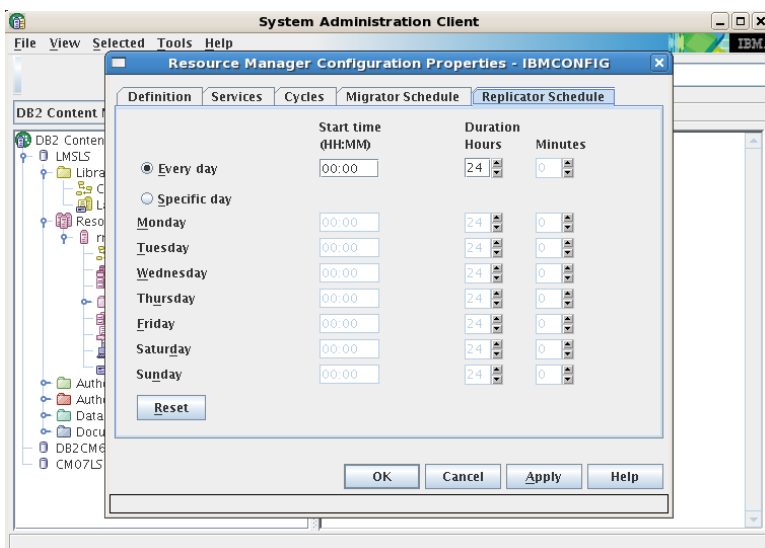 System Administration Client
File View Selected Tools Help
IBM.
Resource Manager Configuration Properties - IBMCONFIG
Definition Services Cycles Migrator Schedule Replicator Schedule
DB2 Content
Start time Duration
(HH:MM) Hours Minutes
DB2 Conten
LMSLS
Libra
Every day 00:00 24 0
C
L
Specific day
Reso
Monday 00:00 24 0
Tuesday 00:00 24 0
Wednesday 00:00 24 0
Thursday 00:00 24 0
Friday 00:00 24 0
Saturday 00:00 24 0
Sunday 00:00 24 0
Auth
Auth
Reset
Data
Docu
DB2CM6
CM07LS
OK Cancel Apply Help